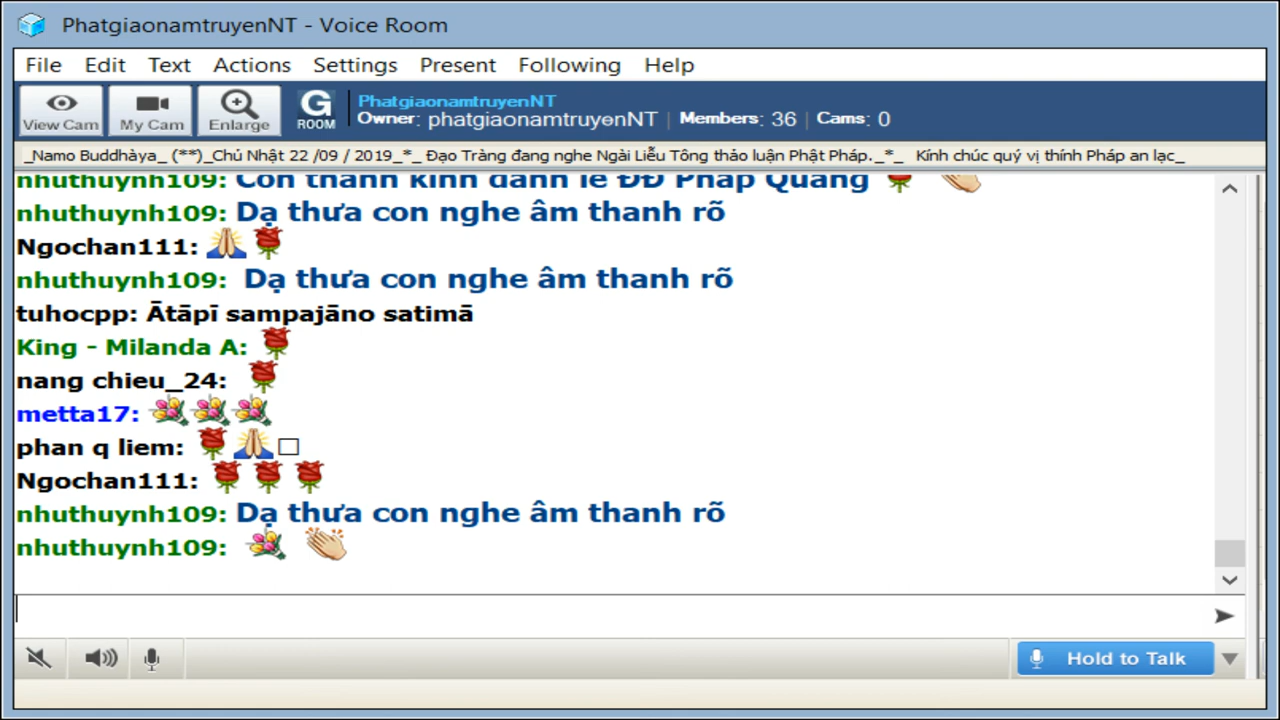 PhatgiaonamtruyenNT - Voice Room
File Edit Text Actions Settings Present Following Help
View Cam My Cam Enlarge G ROOM PhatgiaonamtruyenNT
Owner: phatgiaonamtruyenNT | Members: 36 | Cams: 0
_Namo Buddhàya_ (**)_Chủ Nhật 22 /09 / 2019_*_ Đạo Tràng đang nghe Ngài Liễu Tông thảo luận Phật Pháp._*_ Kính chúc quý vị thính Pháp an lạc_
nhuthuynh109: Con thành kính đảnh lễ ĐĐ Pháp Quang
nhuthuynh109: Dạ thưa con nghe âm thanh rõ
Ngochan111:
nhuthuynh109: Dạ thưa con nghe âm thanh rõ
tuhocpp: Ātāpī sampajāno satimā
King - Milanda A:
nang chieu_24:
metta17:
phan q liem:
Ngochan111:
nhuthuynh109: Dạ thưa con nghe âm thanh rõ
nhuthuynh109:
Hold to Talk